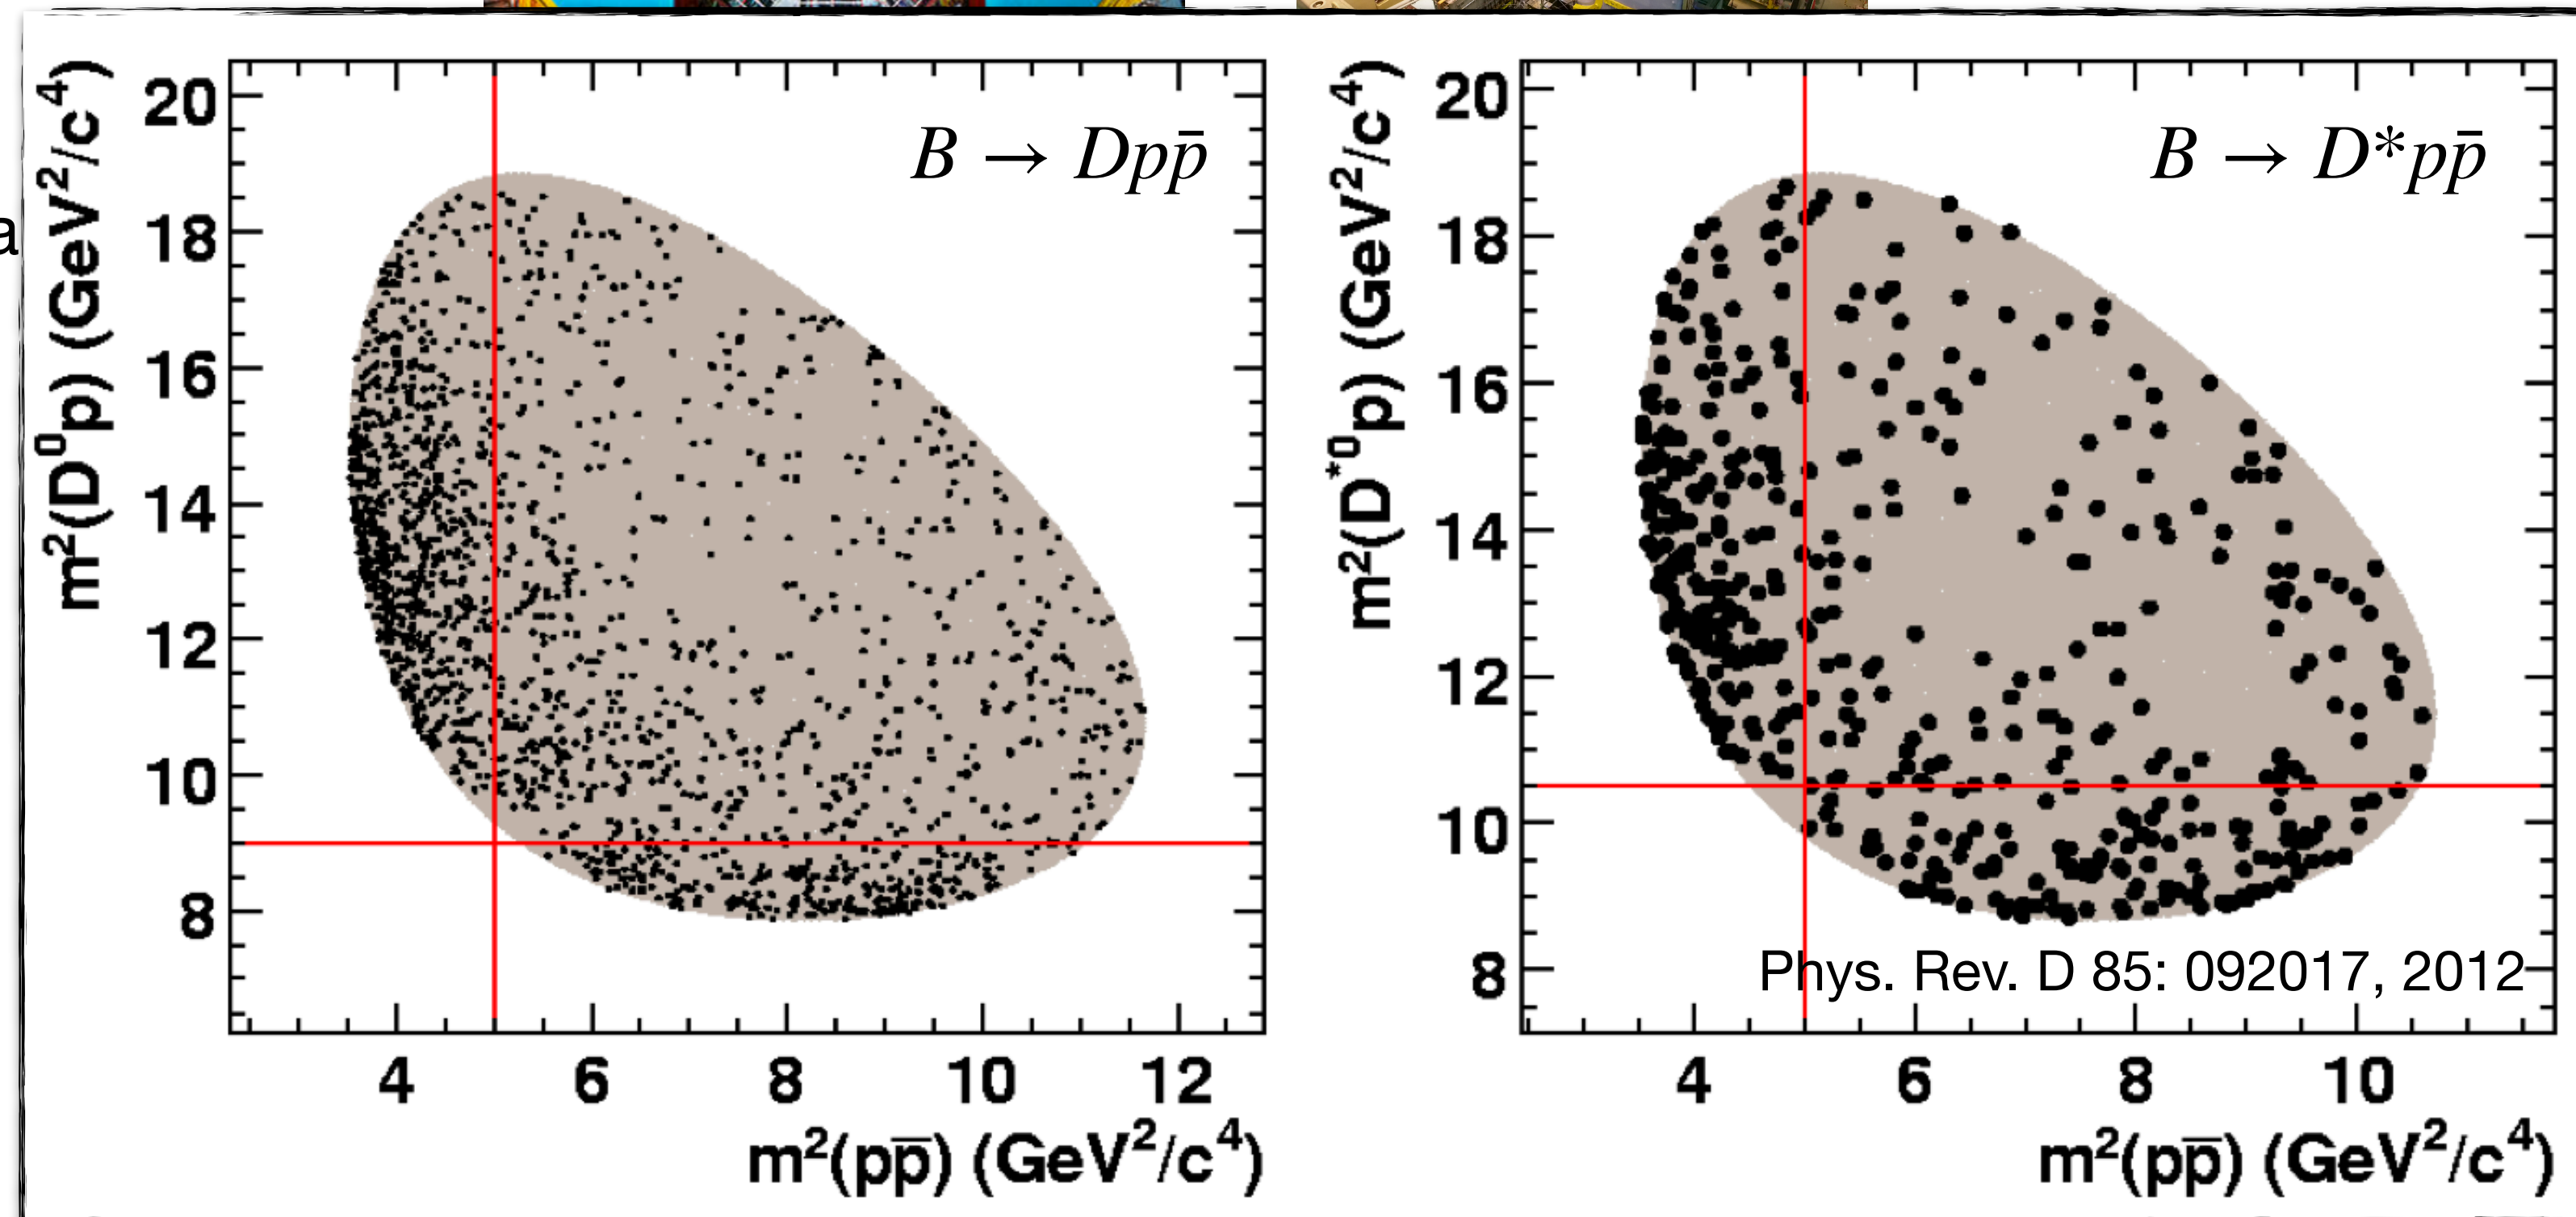 B → Dpp̄
m²(D⁰p) (GeV²/c⁴)
20
18
16
14
12
10
8
4 6 8 10 12
m²(pp̄) (GeV²/c⁴)
B → D*pp̄
m²(D*⁰p) (GeV²/c⁴)
20
18
16
14
12
10
8
Phys. Rev. D 85: 092017, 2012
4 6 8 10
m²(pp̄) (GeV²/c⁴)
a